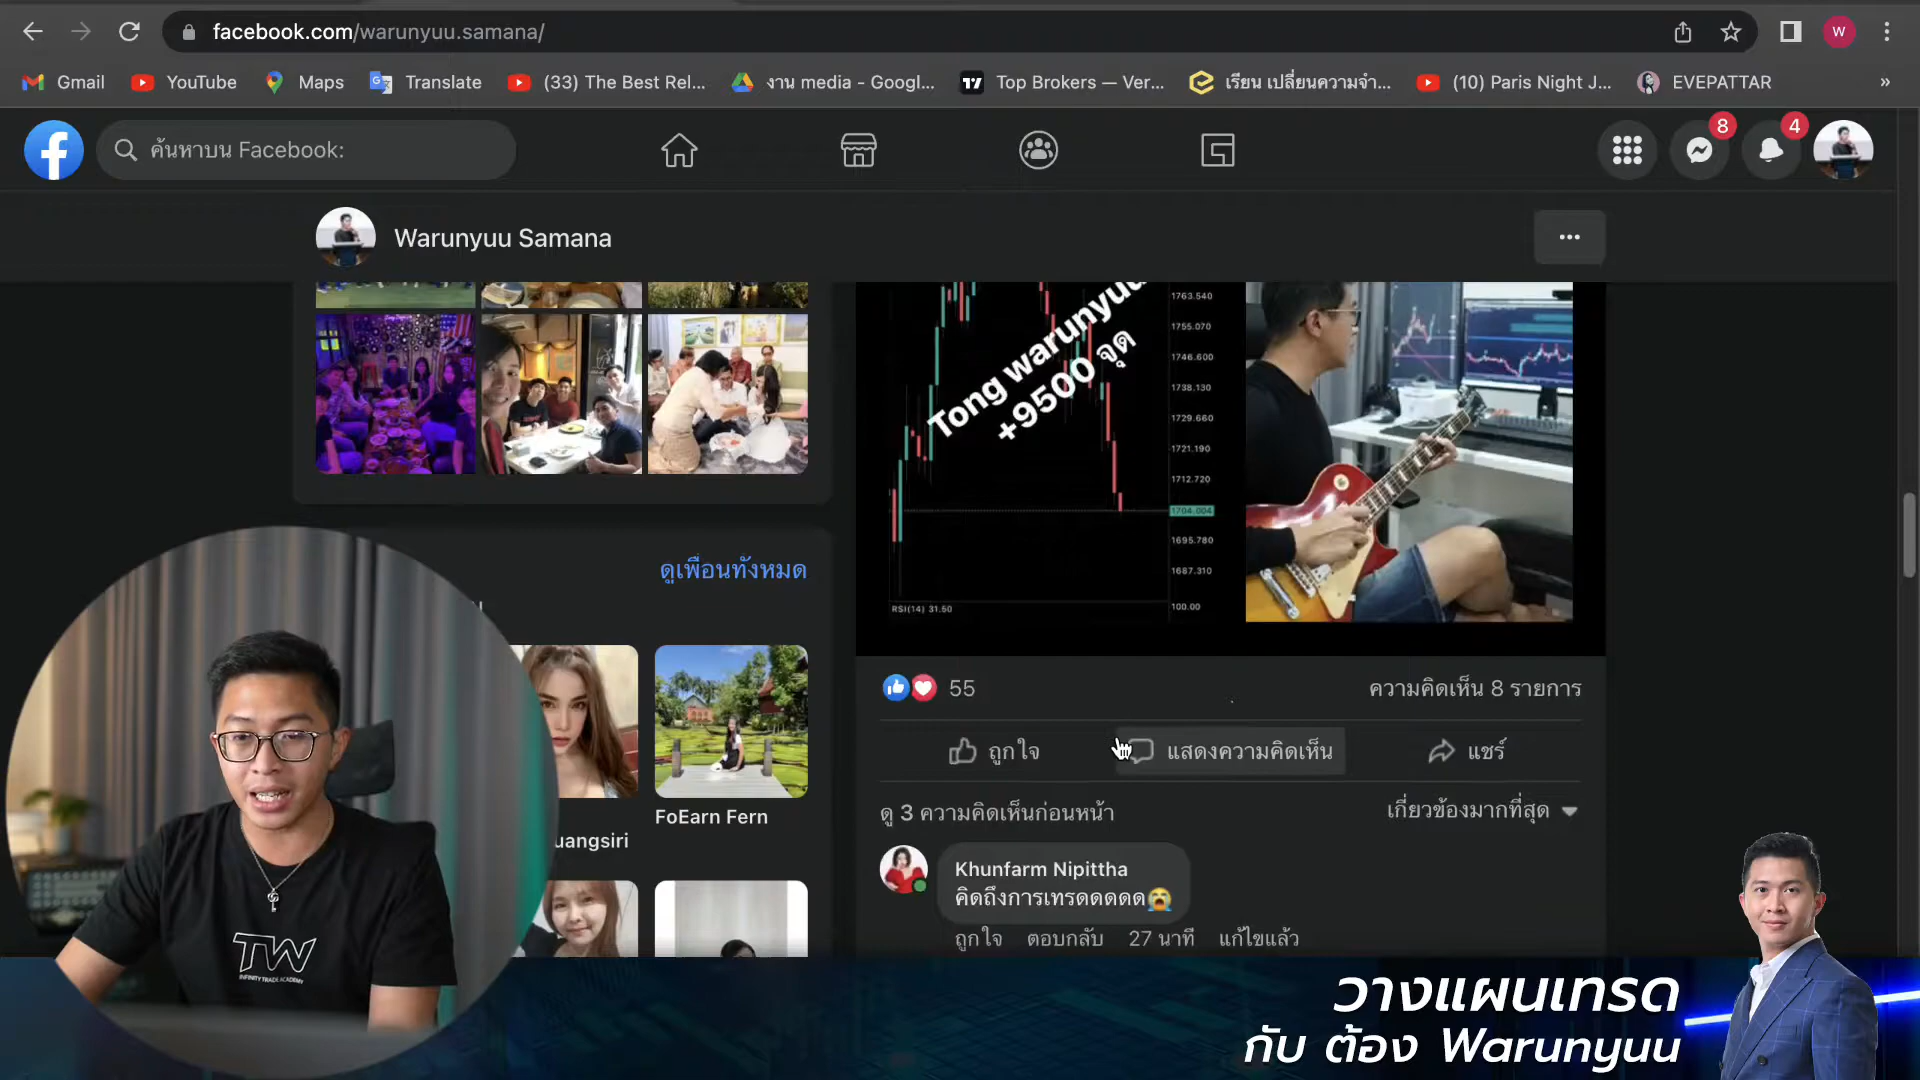 facebook.com/warunyuu.samana/
W
Gmail
YouTube
Maps
Translate
(33) The Best Rel...
งาน media - Googl...
Top Brokers — Ver...
เรียน เปลี่ยนความจำ...
(10) Paris Night J...
EVEPATTAR
»
ค้นหาบน Facebook:
8
4
Warunyuu Samana
Tong warunyuu
+9500 จุด
1763.540
1755.070
1746.600
1738.130
1729.660
1721.190
1712.720
1704.004
1695.780
1687.310
RSI(14) 31.50
100.00
ดูเพื่อนทั้งหมด
55
ความคิดเห็น 8 รายการ
ถูกใจ
แสดงความคิดเห็น
แชร์
ดู 3 ความคิดเห็นก่อนหน้า
เกี่ยวข้องมากที่สุด
FoEarn Fern
uangsiri
Khunfarm Nipittha
คิดถึงการเทรดดดดด😭
ถูกใจ ตอบกลับ 27 นาที แก้ไขแล้ว
TW
INFINITY TRADE ACADEMY
วางแผนเทรด
กับ ต้อง Warunyuu